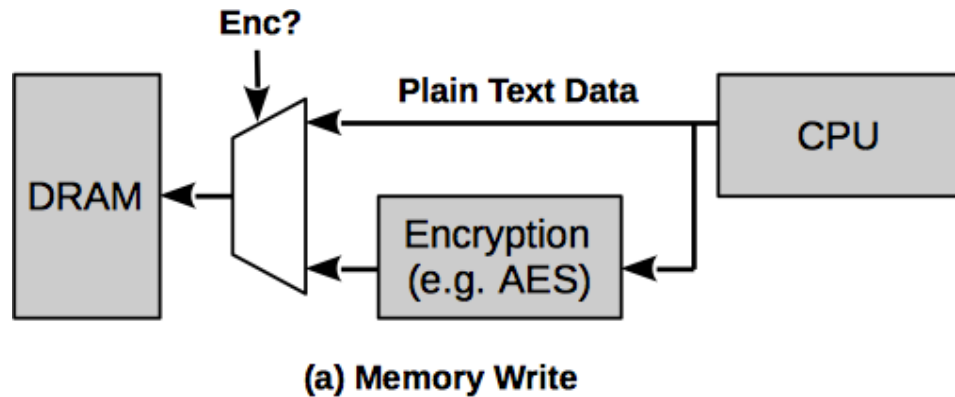 Enc?
Plain Text Data
CPU
DRAM
Encryption
(e.g. AES)
(a) Memory Write